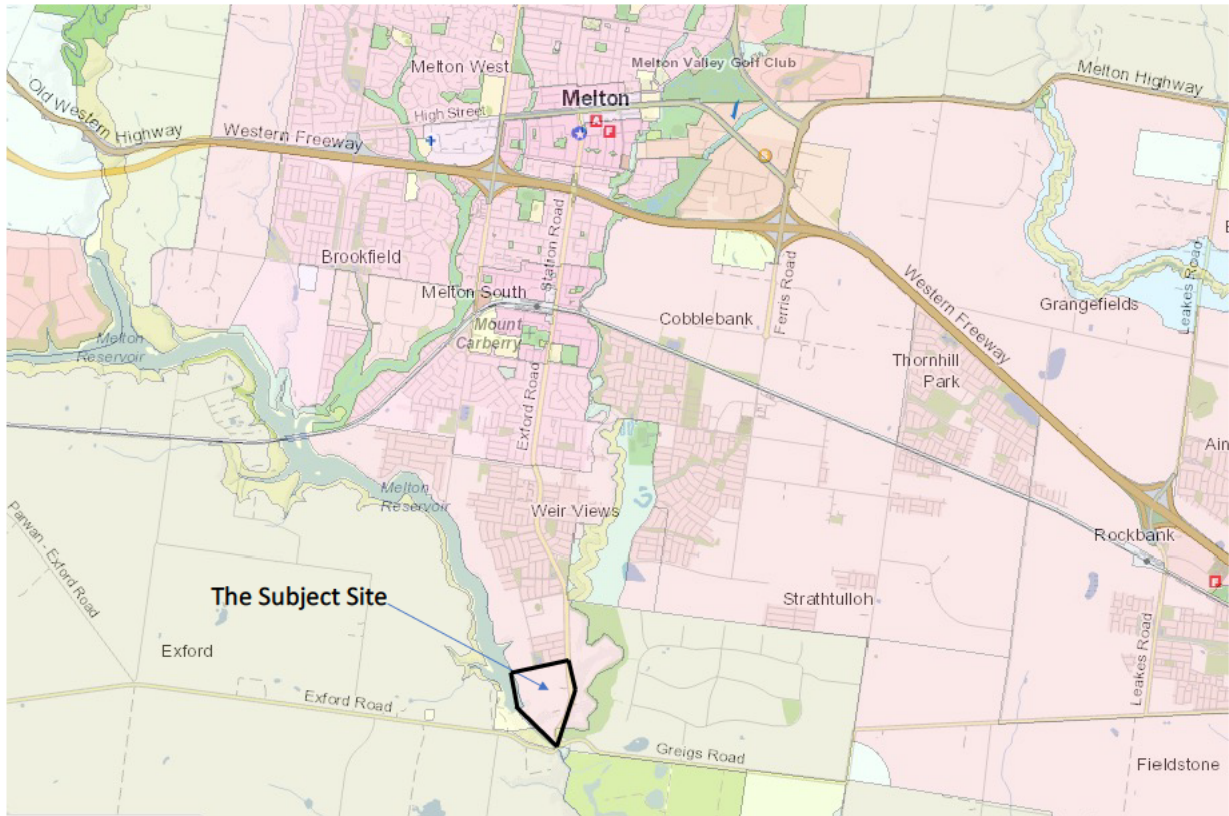 Melton West
Melton Valley Golf Club
Melton Highway
Old Western Highway
High Street
Melton
Western Freeway
Station Road
Brookfield
Melton South
Mount
Carberry
Cobblebank
Ferris Road
Western Freeway
Grangefields
Leakes Road
Melton
Reservoir
Thornhill
Park
Exford Road
Ain
Melton
Reservoir
Weir Views
Rockbank
Parwan - Exford Road
The Subject Site
Strathtulloh
Exford
Leakes Road
Exford Road
Greigs Road
Fieldstone